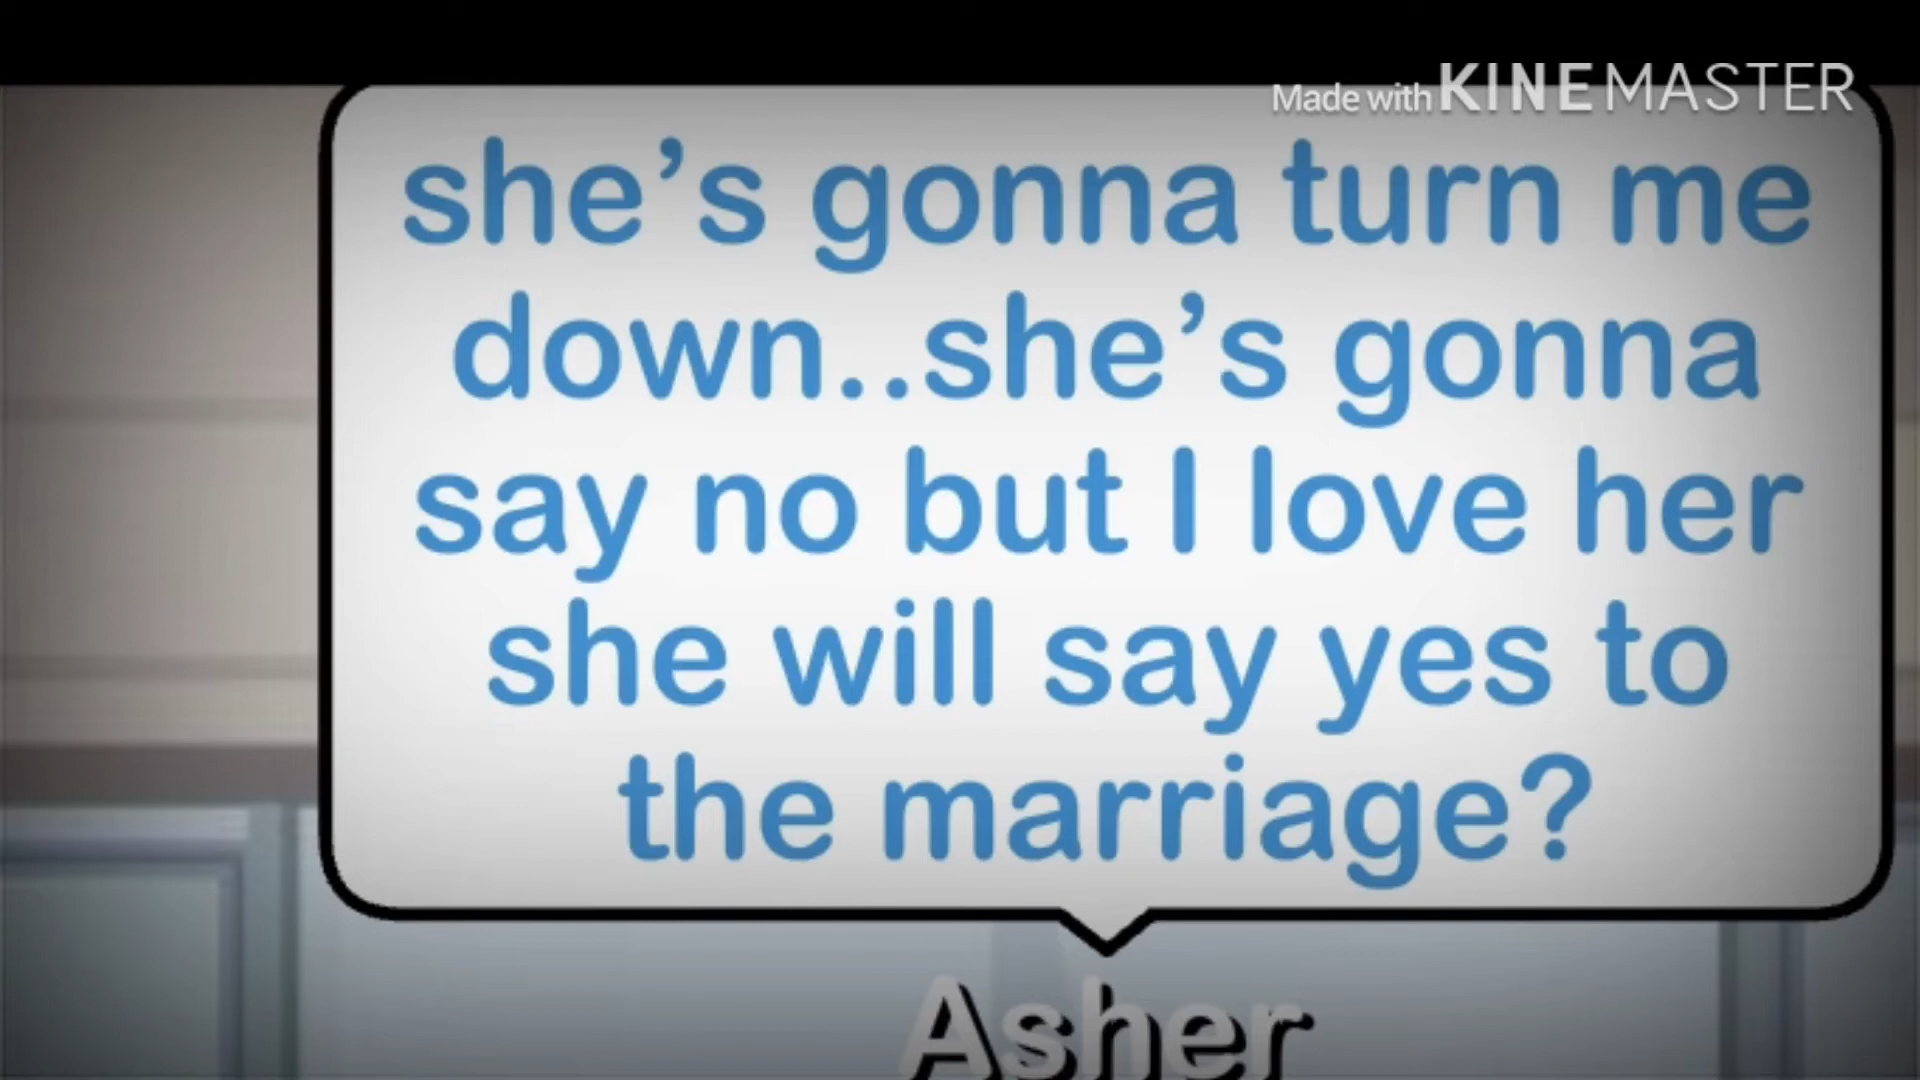 Made with KINEMASTER
she’s gonna turn me
down..she’s gonna
say no but I love her
she will say yes to
the marriage?
Asher